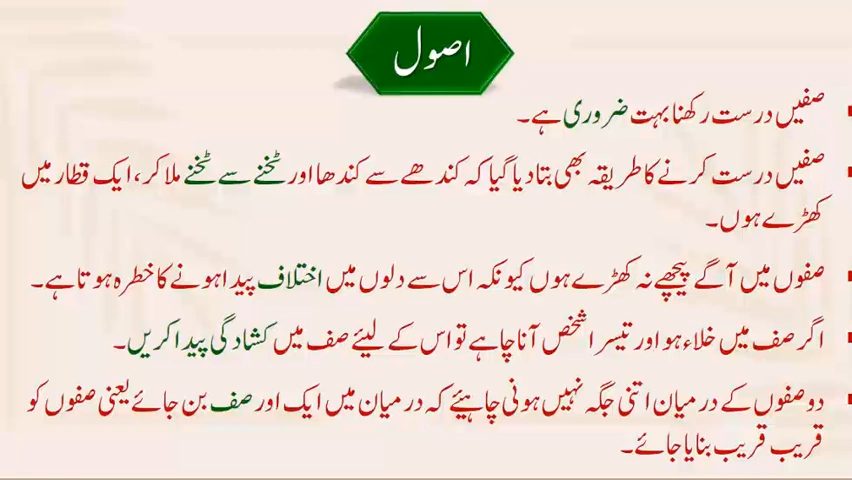 اصول
صفیں درست رکھنا بہت ضروری ہے۔
صفیں درست کرنے کا طریقہ بھی بتا دیا گیا کہ کندھے سے کندھا اور ٹخنے سے ٹخنے ملا کر، ایک قطار میں
کھڑے ہوں۔
صفوں میں آگے پیچھے نہ کھڑے ہوں کیونکہ اس سے دلوں میں اختلاف پیدا ہونے کا خطرہ ہوتا ہے۔
اگر صف میں خلاء ہو اور تیسرا شخص آنا چاہے تو اس کے لیئے صف میں کشادگی پیدا کریں۔
دو صفوں کے درمیان اتنی جگہ نہیں ہونی چاہیئے کہ درمیان میں ایک اور صف بن جائے یعنی صفوں کو
قریب قریب بنایا جائے۔